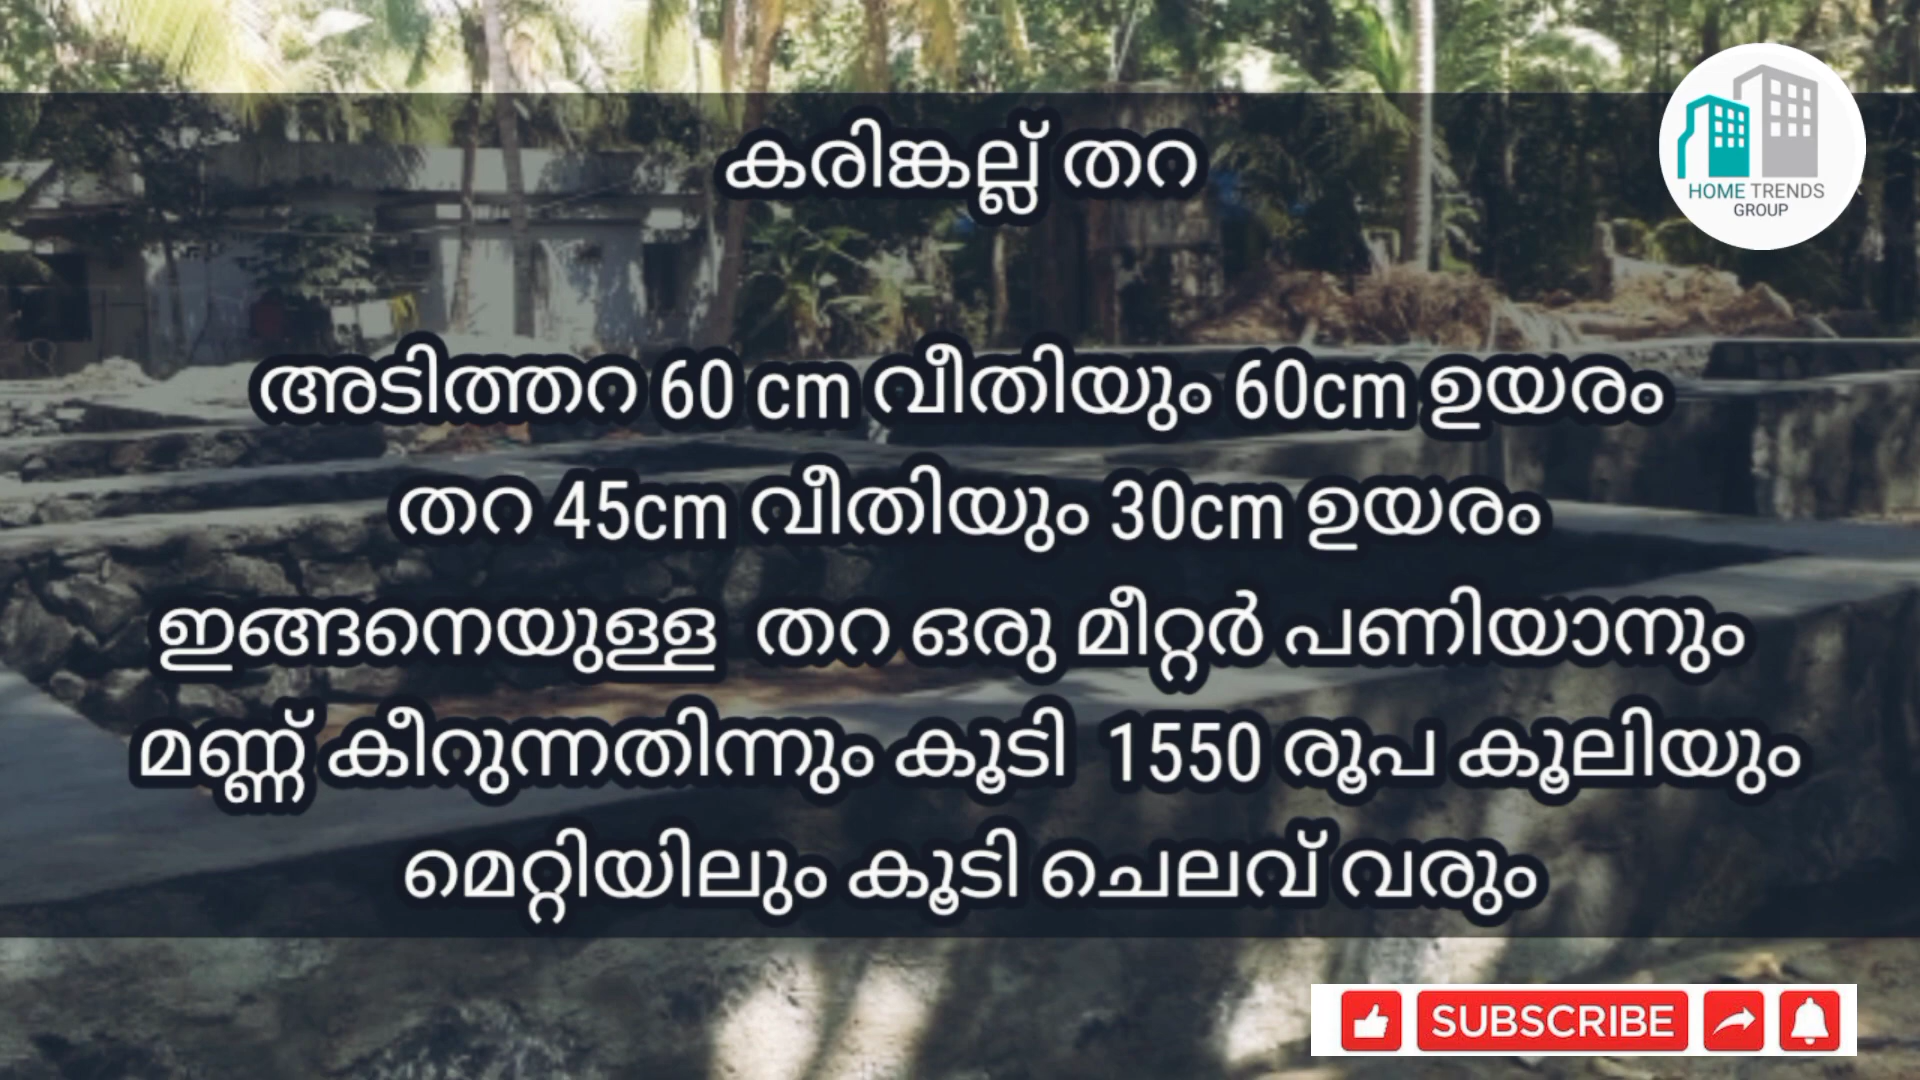 കരിങ്കല്ല് തറ
അടിത്തറ 60 cm വീതിയും 60cm ഉയരം
തറ 45cm വീതിയും 30cm ഉയരം
ഇങ്ങനെയുള്ള തറ ഒരു മീറ്റർ പണിയാനും
മണ്ണ് കീറുന്നതിന്നും കൂടി 1550 രൂപ കൂലിയും
മെറ്റിയിലും കൂടി ചെലവ് വരും
HOME TRENDS
GROUP
SUBSCRIBE